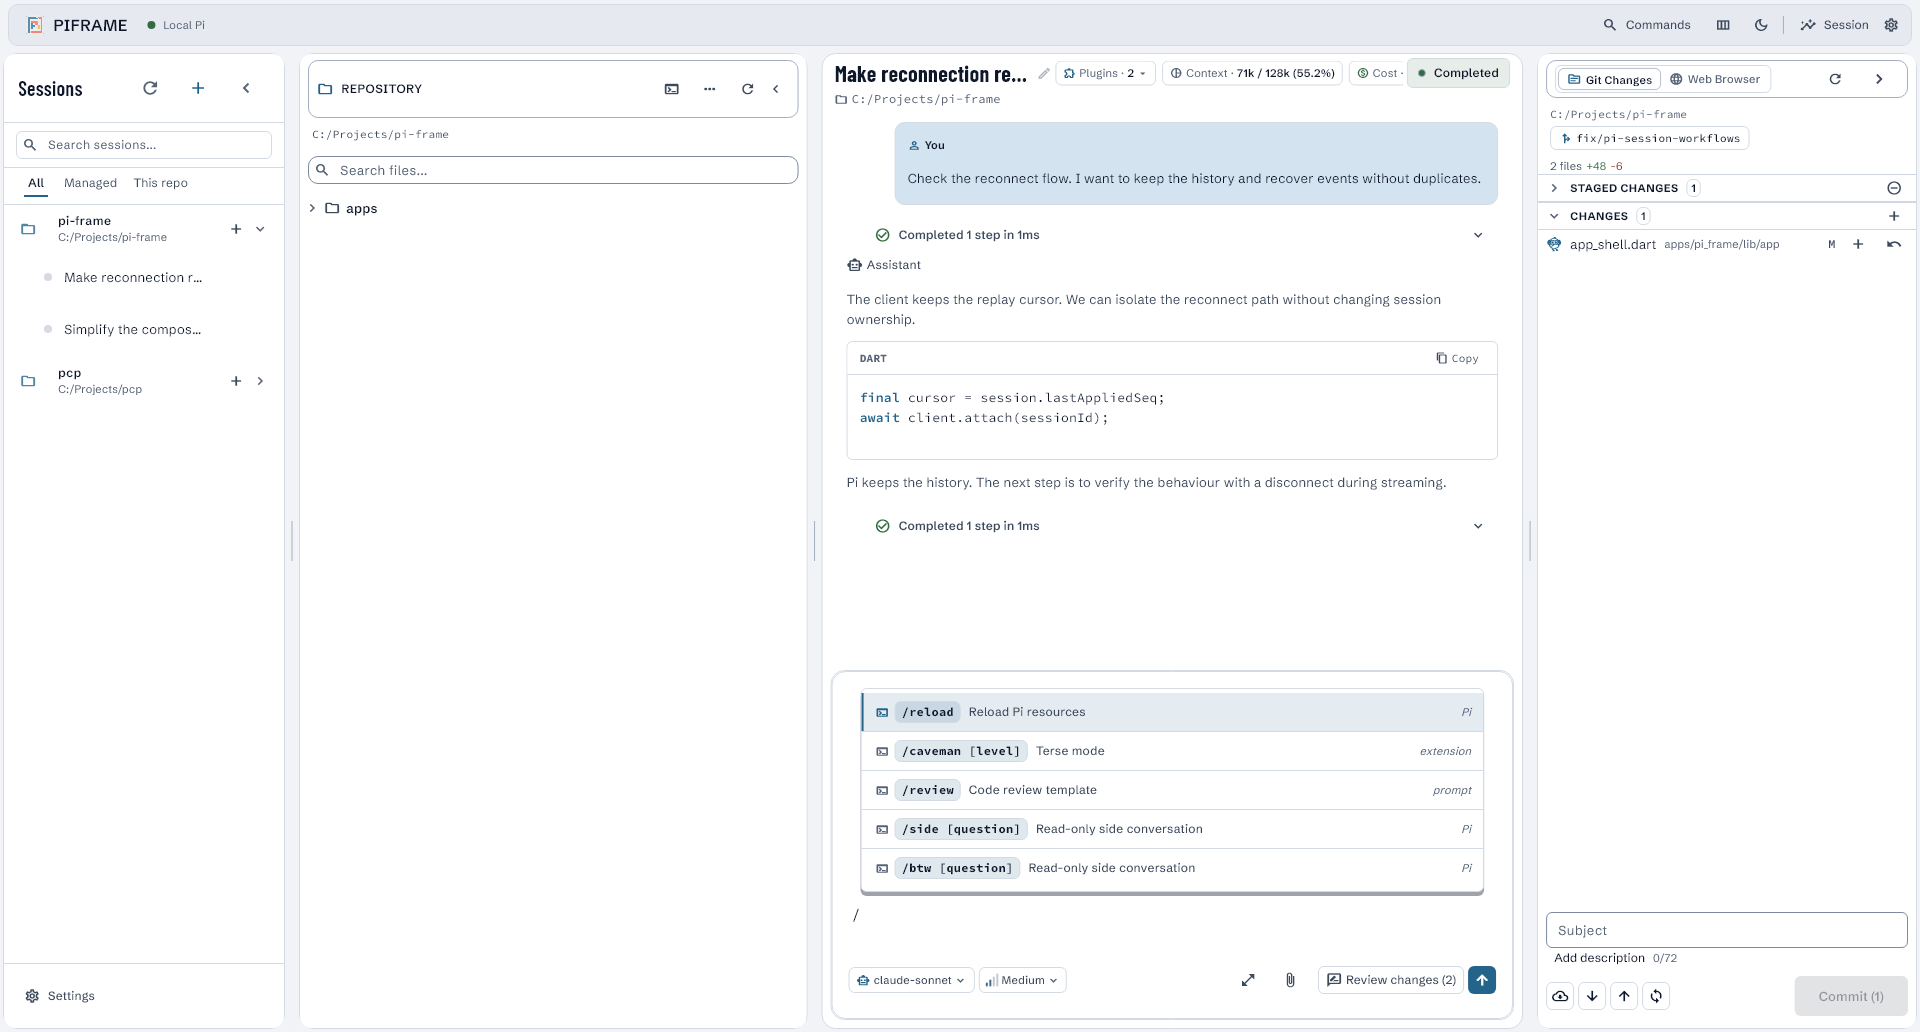 PIFRAME
Local Pi
Commands
Session
Sessions
Search sessions...
All
Managed
This repo
pi-frame
C:/Projects/pi-frame
Make reconnection r...
Simplify the compos...
pcp
C:/Projects/pcp
Settings
REPOSITORY
C:/Projects/pi-frame
Search files...
apps
Make reconnection re...
Plugins · 2
Context · 71k / 128k (55.2%)
Cost ·
Completed
C:/Projects/pi-frame
You
Check the reconnect flow. I want to keep the history and recover events without duplicates.
Completed 1 step in 1ms
Assistant
The client keeps the replay cursor. We can isolate the reconnect path without changing session
ownership.
DART
Copy
final cursor = session.lastAppliedSeq;
await client.attach(sessionId);
Pi keeps the history. The next step is to verify the behaviour with a disconnect during streaming.
Completed 1 step in 1ms
/reload Reload Pi resources Pi
/caveman [level] Terse mode extension
/review Code review template prompt
/side [question] Read-only side conversation Pi
/btw [question] Read-only side conversation Pi
/
claude-sonnet
Medium
Review changes (2)
Git Changes
Web Browser
C:/Projects/pi-frame
fix/pi-session-workflows
2 files +48 -6
STAGED CHANGES 1
CHANGES 1
app_shell.dart apps/pi_frame/lib/app M
Subject
Add description 0/72
Commit (1)